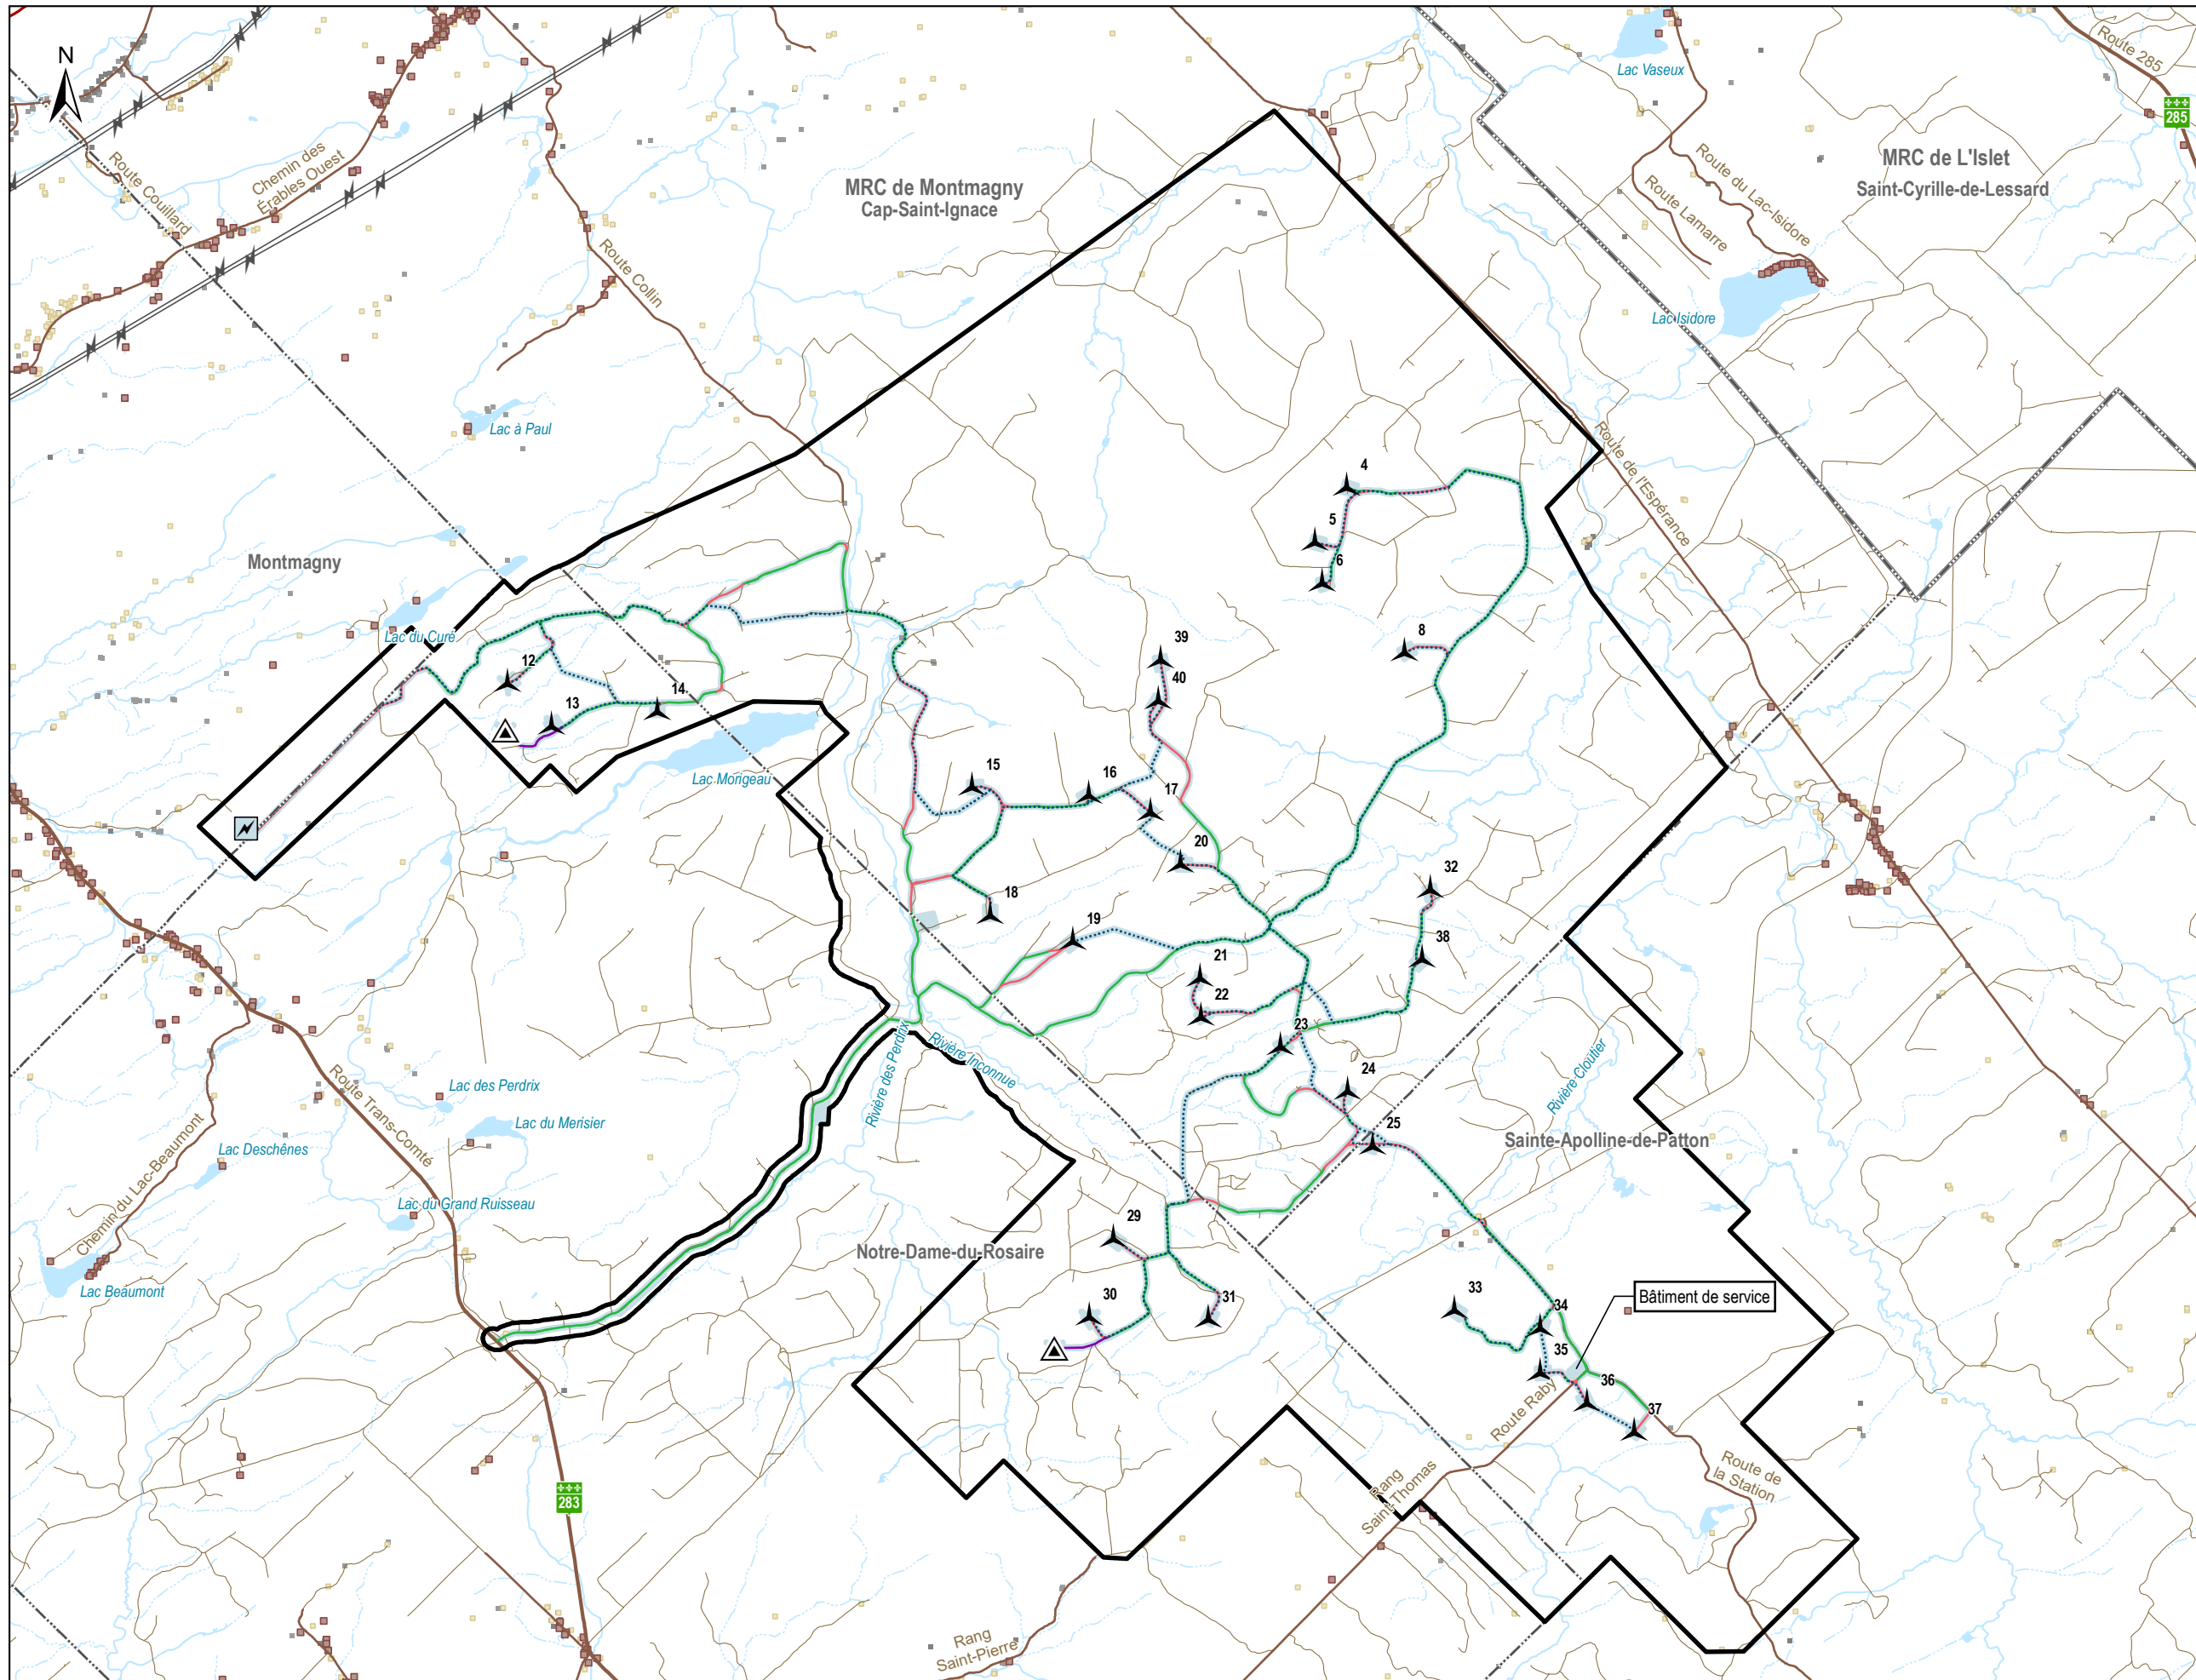 N
Route 285
285
Lac Vaseux
MRC de L'Islet
Saint-Cyrille-de-Lessard
Route du Lac-Isidore
Route Lamarre
Lac Isidore
Chemin des
Érables Ouest
Route Couillard
MRC de Montmagny
Cap-Saint-Ignace
Route Collin
Lac à Paul
Route de l'Espérance
Montmagny
4
5
6
8
Lac du Curé
39
40
12
13
14
Lac Morigeau
15
16
17
20
18
19
32
38
21
22
23
24
25
Rivière des Perdrix
Rivière Inconnue
Rivière Cloutier
Sainte-Apolline-de-Patton
Lac des Perdrix
Lac du Merisier
Route Trans-Comté
Lac Deschênes
Chemin du Lac-Beaumont
Lac du Grand Ruisseau
Lac Beaumont
Notre-Dame-du-Rosaire
29
30
31
33
34
35
36
37
Bâtiment de service
Route Raby
Route de
la Station
Rang
Saint-Thomas
283
Rang
Saint-Pierre